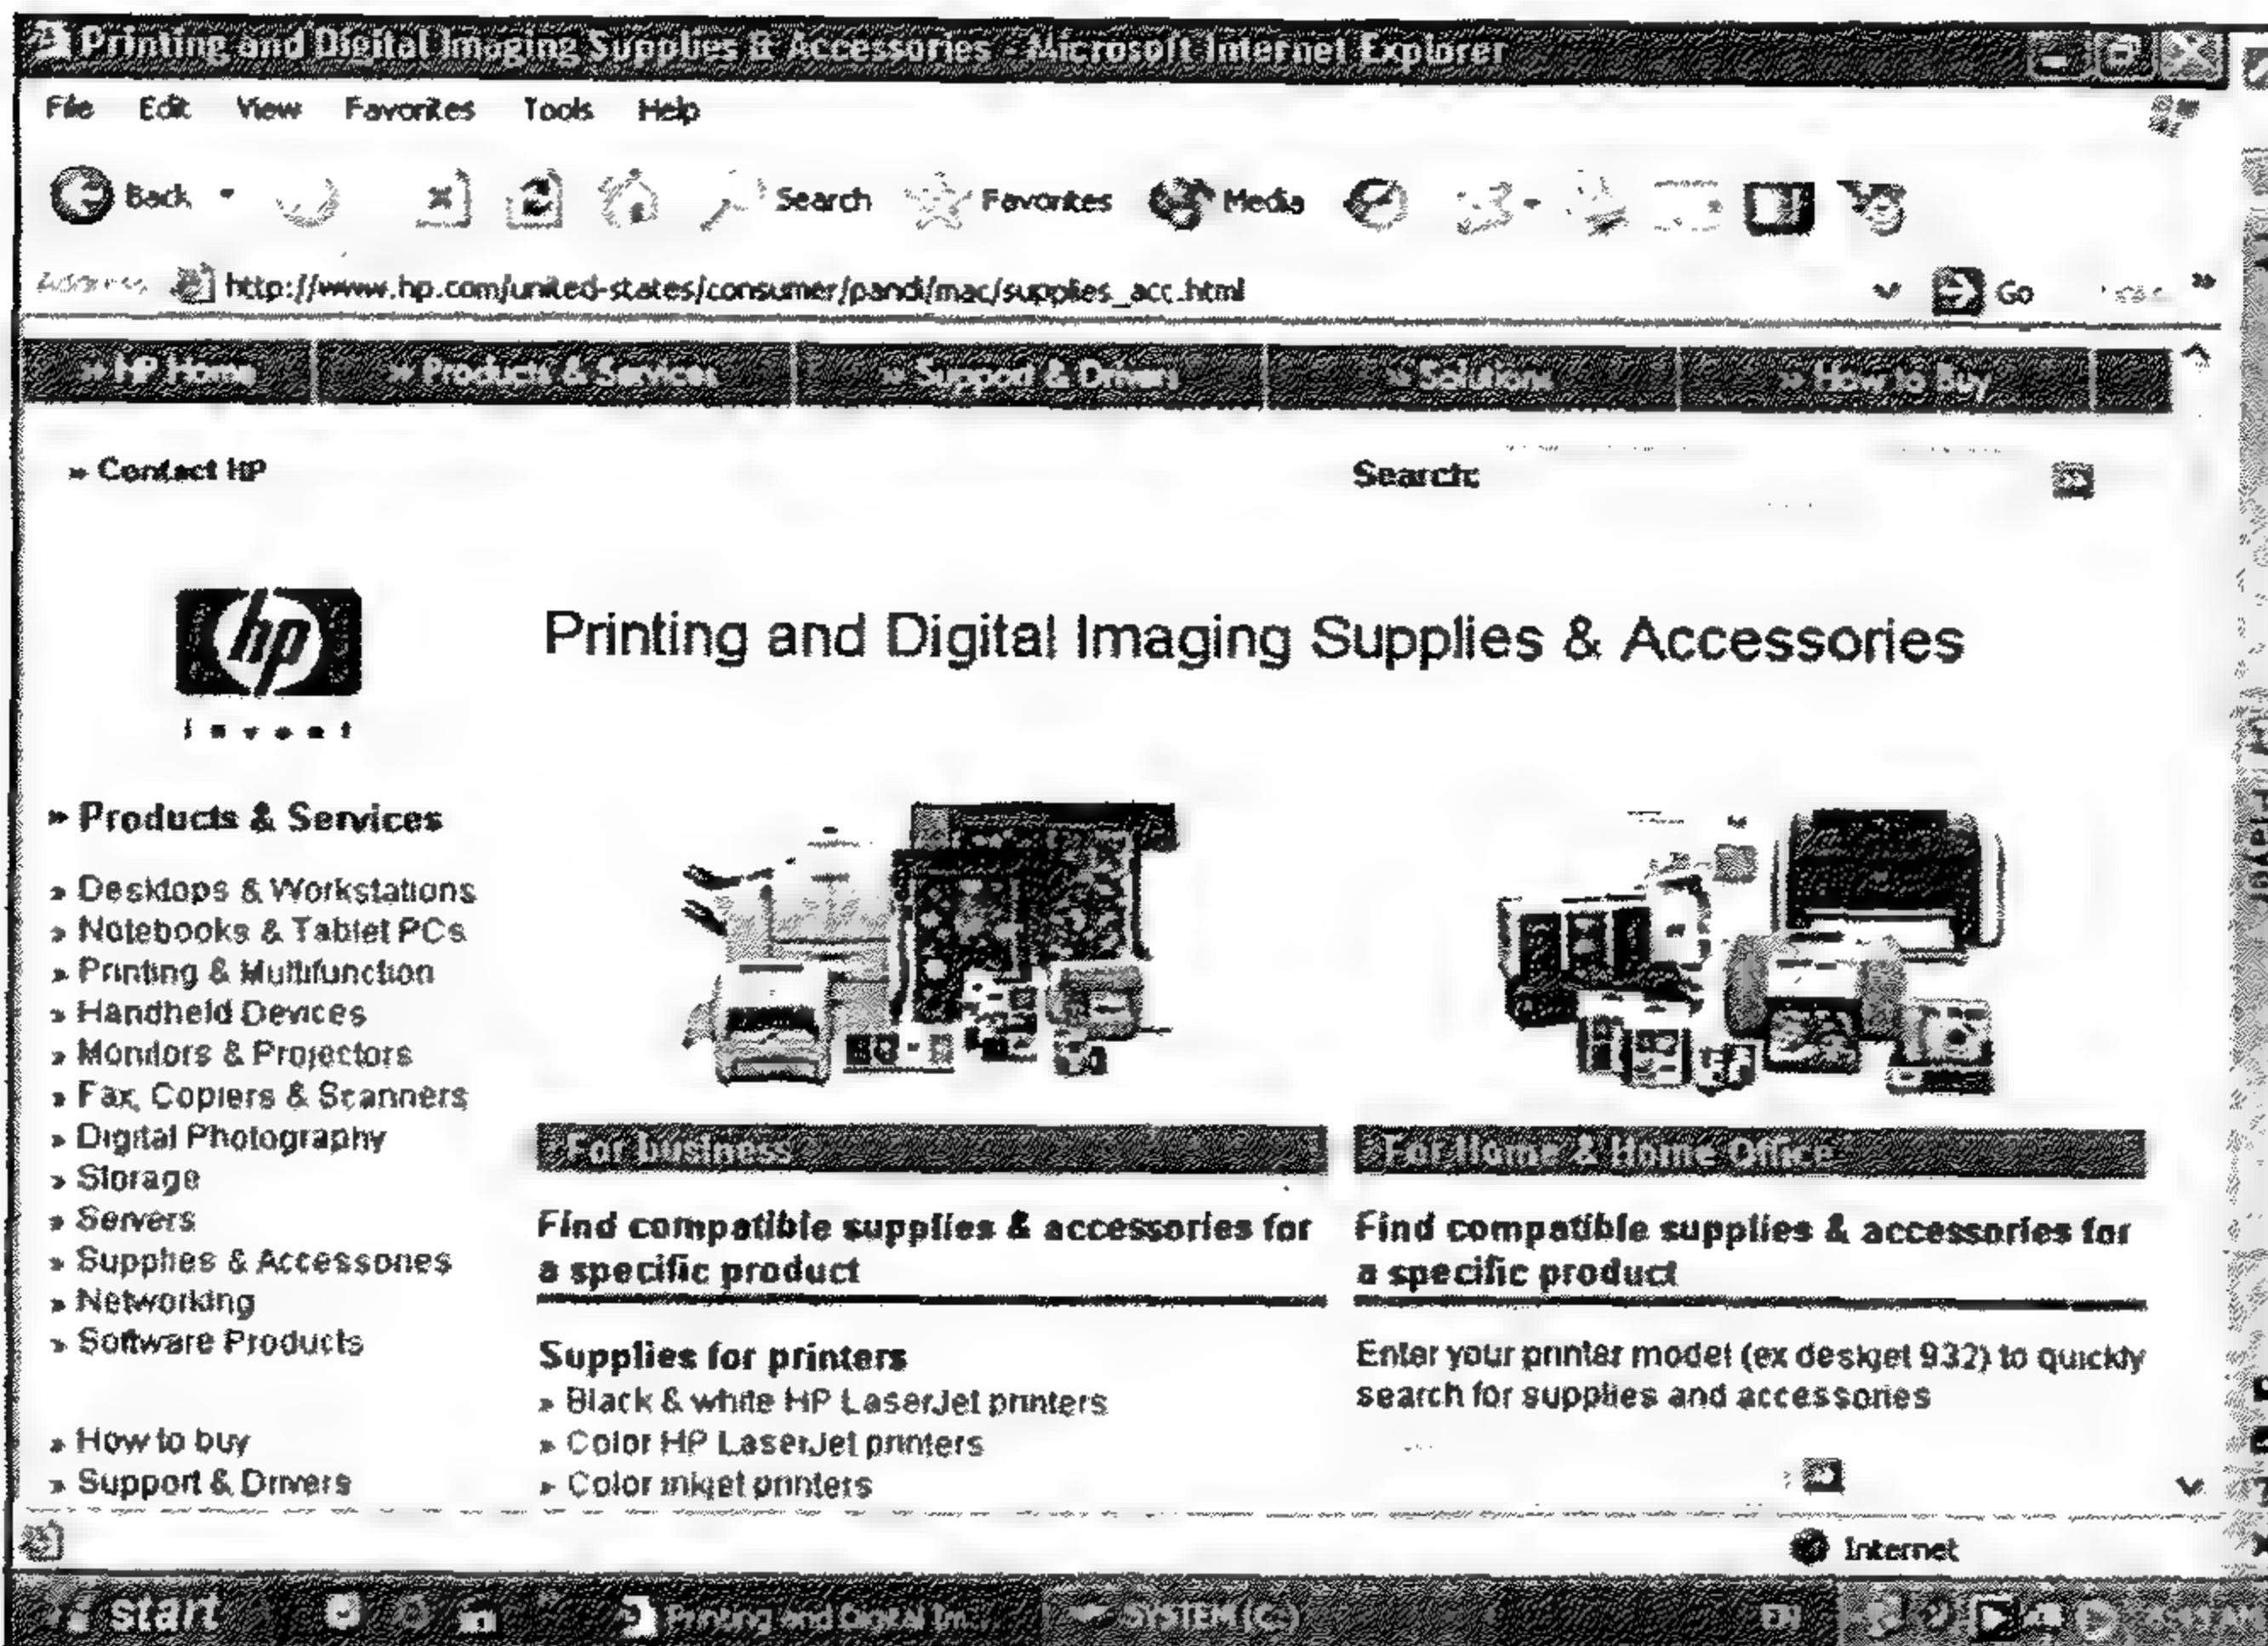 Printing and Digital Imaging Supplies & Accessories - Microsoft Internet Explorer
File Edit View Favorites Tools Help
Back Search Favorites Media
Address http://www.hp.com/united-states/consumer/pandi/mac/supplies_acc.html Go
» HP Home » Products & Services » Support & Drivers » Solutions » How to Buy
» Contact HP Search:
hp
invent
Printing and Digital Imaging Supplies & Accessories
» Products & Services
» Desktops & Workstations
» Notebooks & Tablet PCs
» Printing & Multifunction
» Handheld Devices
» Monitors & Projectors
» Fax, Copiers & Scanners
» Digital Photography
» Storage
» Servers
» Supplies & Accessories
» Networking
» Software Products
» How to buy
» Support & Drivers
For business
Find compatible supplies & accessories for
a specific product
Supplies for printers
» Black & white HP LaserJet printers
» Color HP LaserJet printers
» Color inkjet printers
For Home & Home Office
Find compatible supplies & accessories for
a specific product
Enter your printer model (ex deskjet 932) to quickly
search for supplies and accessories
Internet
start Printing and Digital Im... SYSTEM (C:) EN